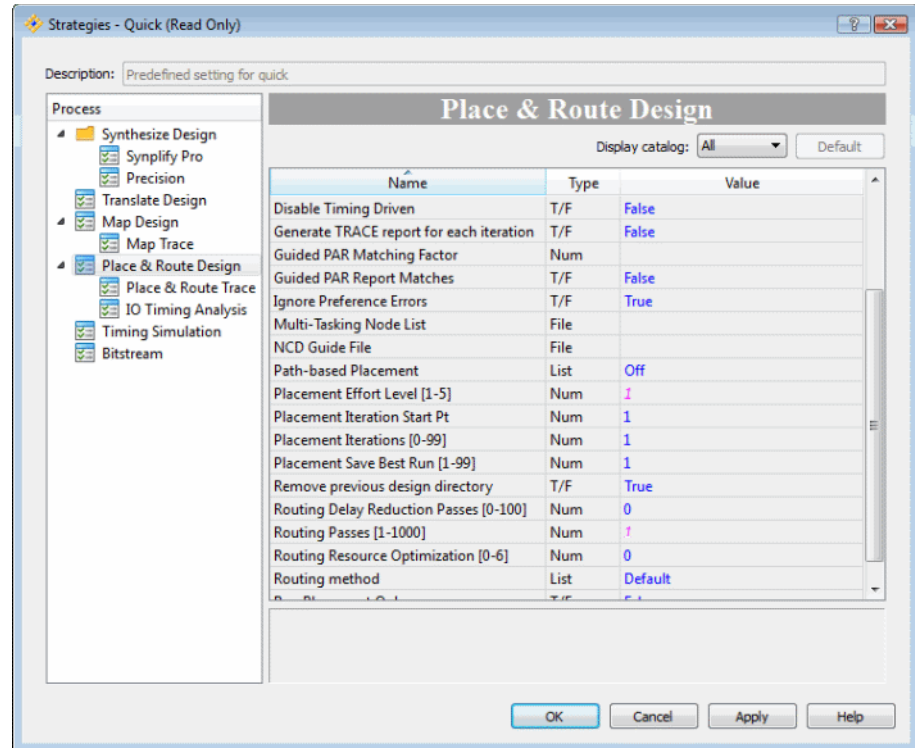 Strategies - Quick (Read Only)
Description: Predefined setting for quick
Process
Synthesize Design
Synplify Pro
Precision
Translate Design
Map Design
Map Trace
Place & Route Design
Place & Route Trace
IO Timing Analysis
Timing Simulation
Bitstream
Place & Route Design
Display catalog: All Default
Name Type Value
Disable Timing Driven T/F False
Generate TRACE report for each iteration T/F False
Guided PAR Matching Factor Num
Guided PAR Report Matches T/F False
Ignore Preference Errors T/F True
Multi-Tasking Node List File
NCD Guide File File
Path-based Placement List Off
Placement Effort Level [1-5] Num 1
Placement Iteration Start Pt Num 1
Placement Iterations [0-99] Num 1
Placement Save Best Run [1-99] Num 1
Remove previous design directory T/F True
Routing Delay Reduction Passes [0-100] Num 0
Routing Passes [1-1000] Num 1
Routing Resource Optimization [0-6] Num 0
Routing method List Default
OK Cancel Apply Help